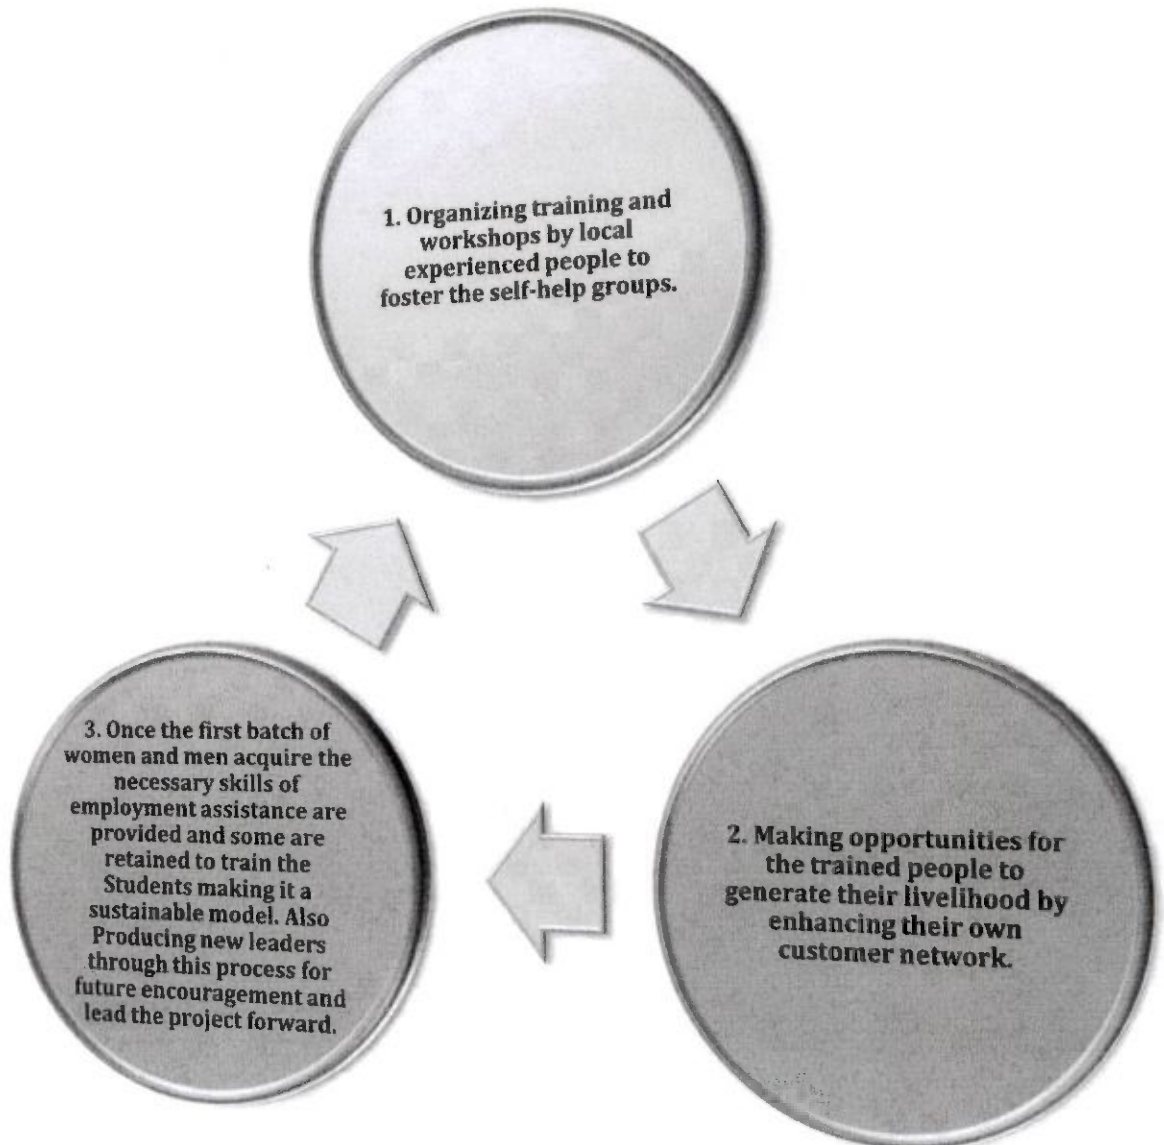 1. Organizing training and
workshops by local
experienced people to
foster the self-help groups.
2. Making opportunities for
the trained people to
generate their livelihood by
enhancing their own
customer network.
3. Once the first batch of
women and men acquire the
necessary skills of
employment assistance are
provided and some are
retained to train the
Students making it a
sustainable model. Also
Producing new leaders
through this process for
future encouragement and
lead the project forward.